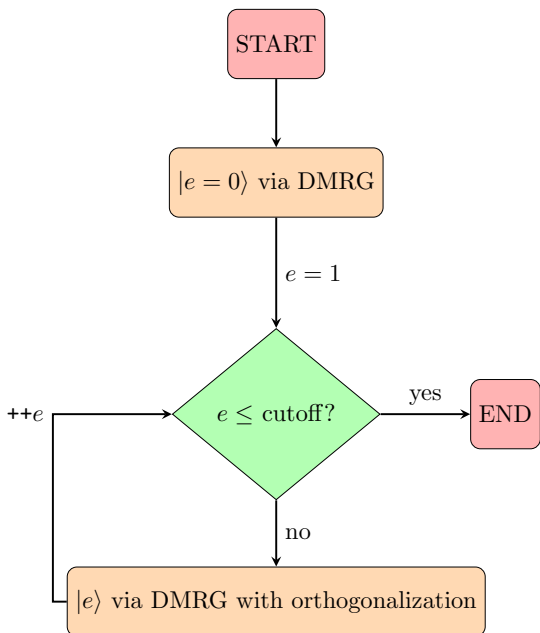 START
|e = 0⟩ via DMRG
e = 1
++e
e ≤ cutoff?
yes
END
no
|e⟩ via DMRG with orthogonalization